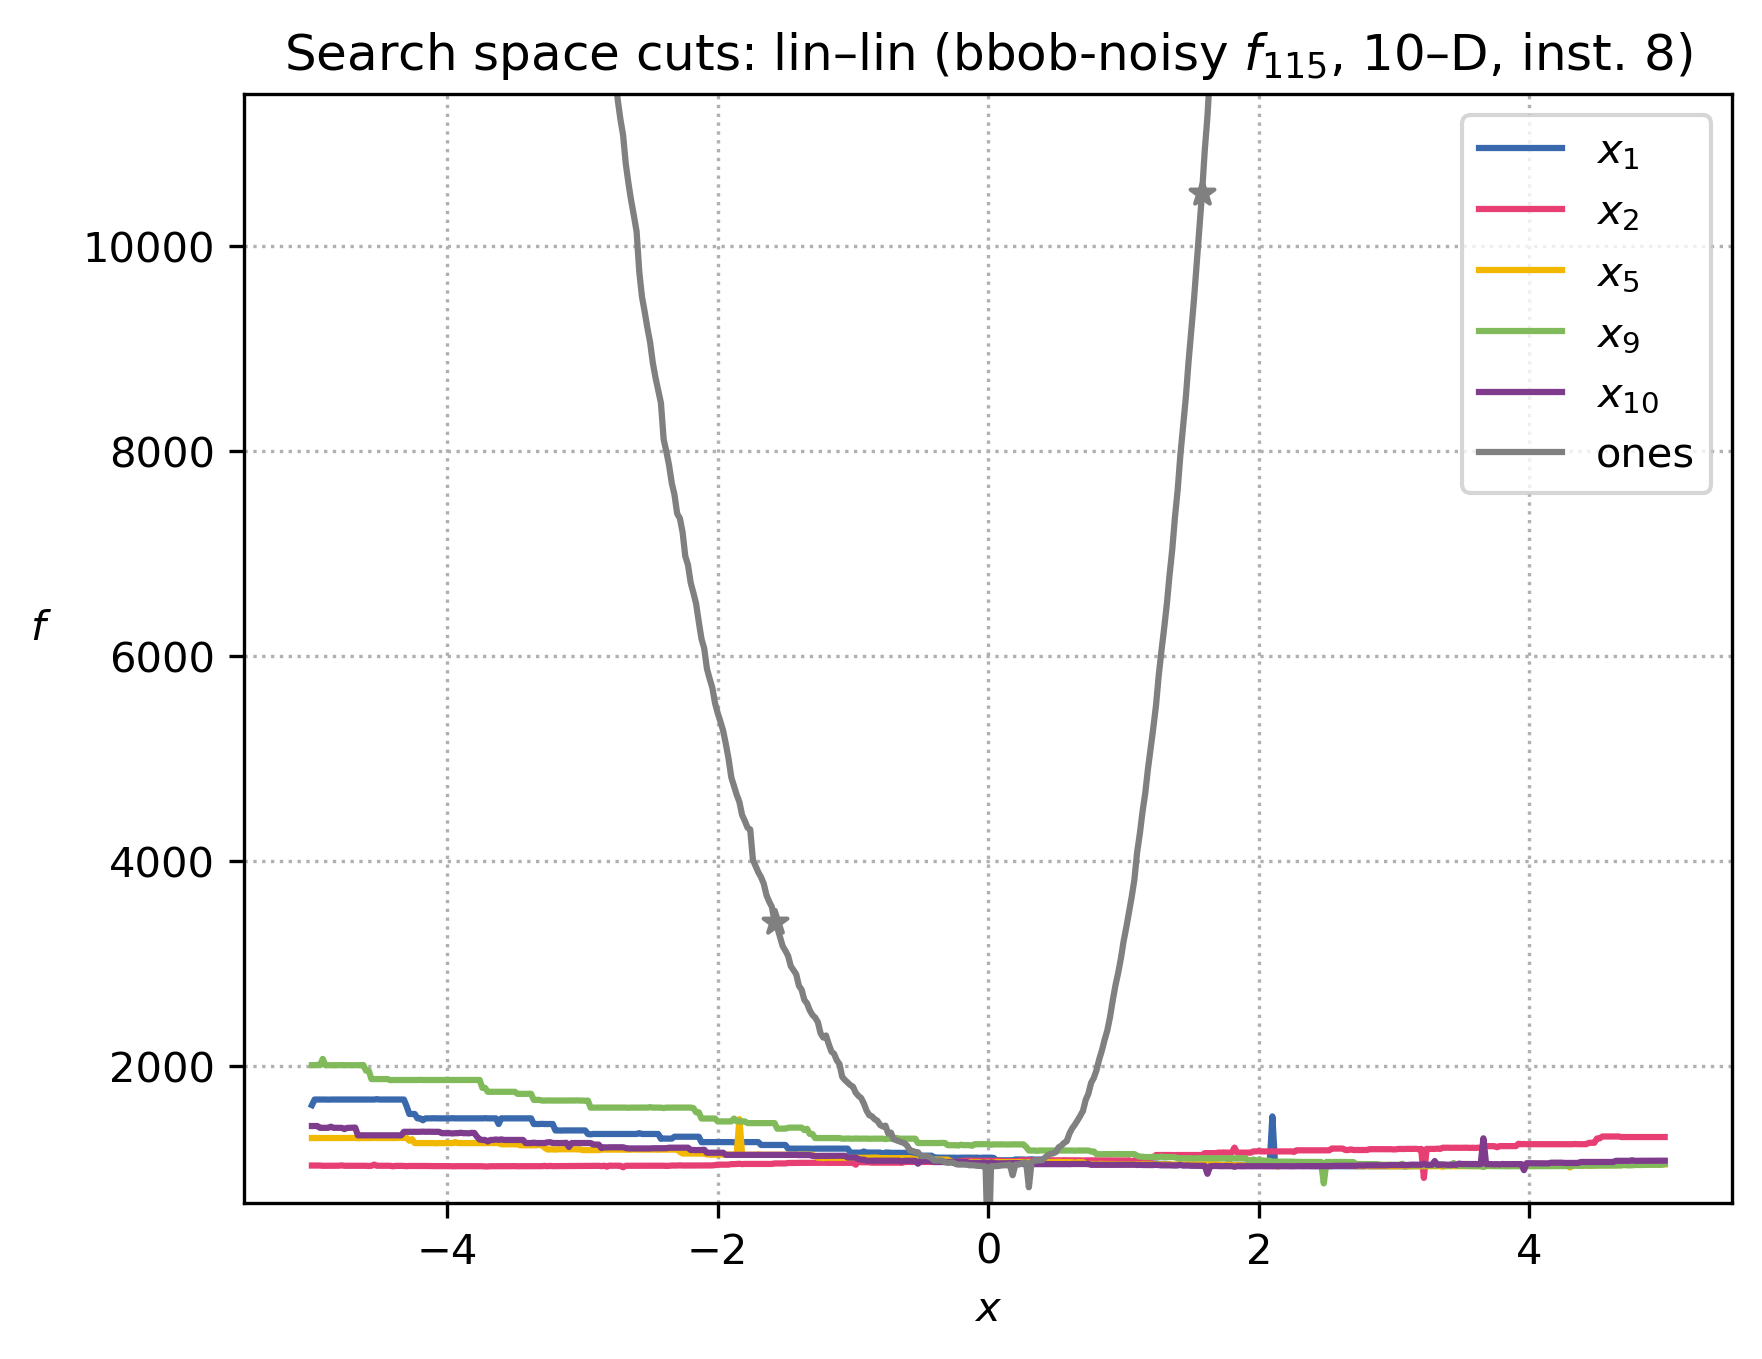 Search space cuts: lin–lin (bbob-noisy f₁₁₅, 10–D, inst. 8)
x₁
x₂
x₅
x₉
x₁₀
ones
10000
8000
6000
4000
2000
f
−4
−2
0
2
4
x